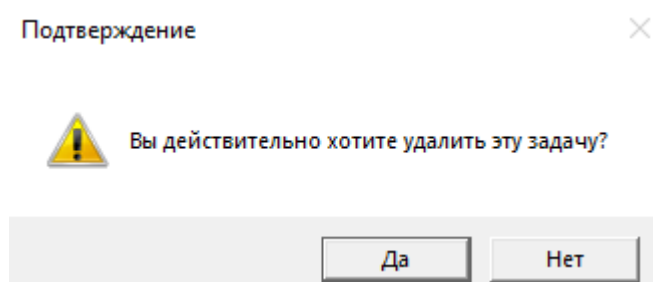 Подтверждение
Вы действительно хотите удалить эту задачу?
Да
Нет